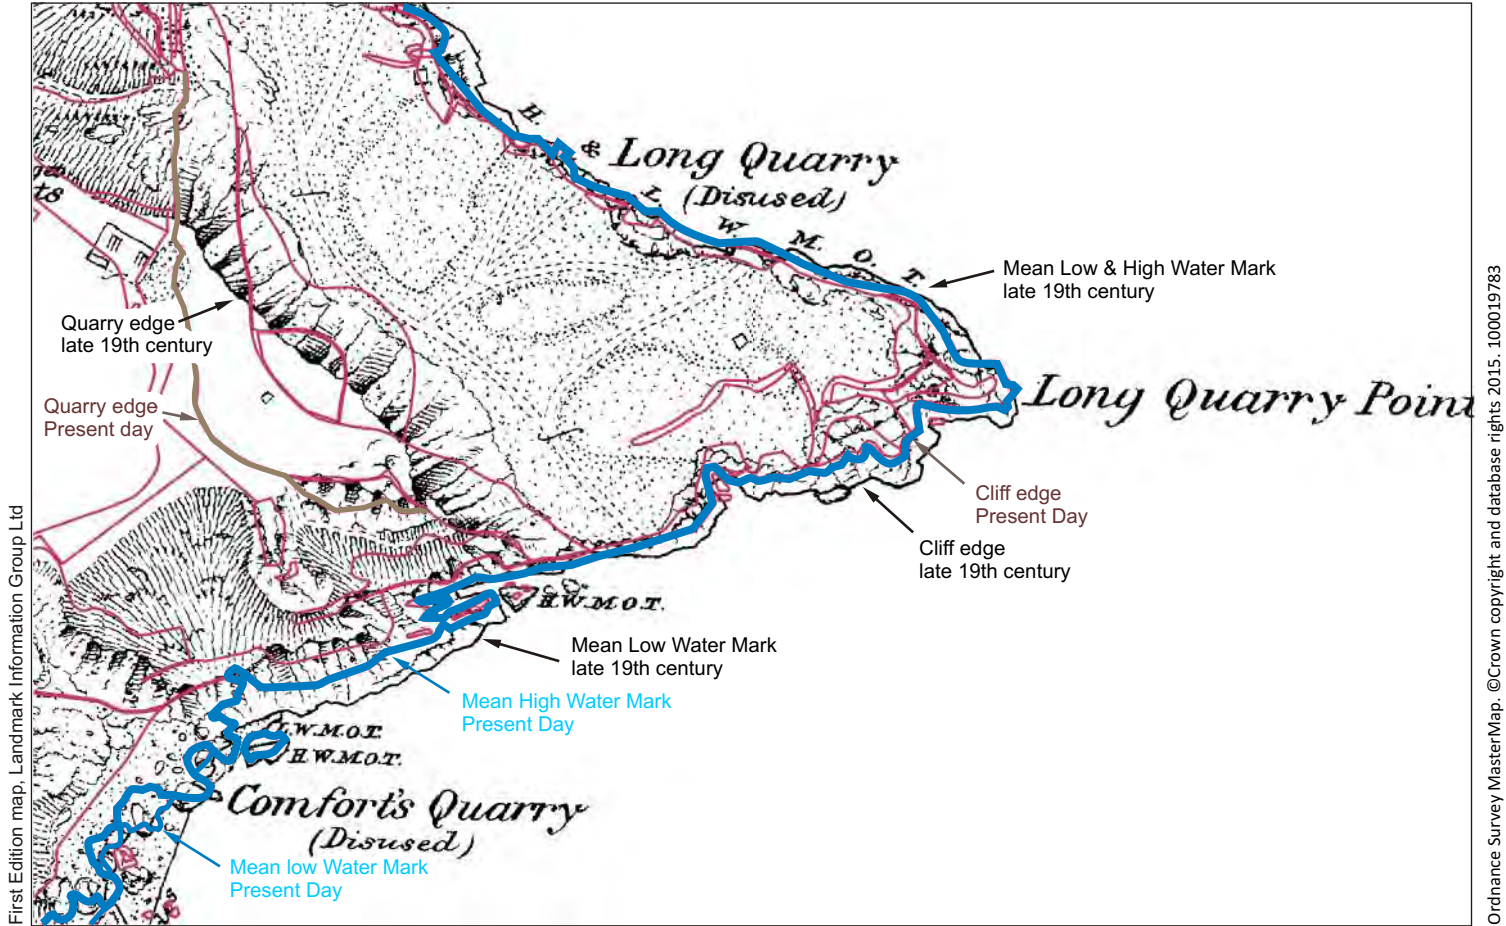 H. & L. W. M. O. T.
Long Quarry
(Disused)
ts
Mean Low & High Water Mark
late 19th century
Quarry edge
late 19th century
Long Quarry Point
Quarry edge
Present day
Cliff edge
Present Day
Cliff edge
late 19th century
H.W.M.O.T.
Mean Low Water Mark
late 19th century
Mean High Water Mark
Present Day
L.W.M.O.T.
H.W.M.O.T.
Comfort's Quarry
(Disused)
Mean low Water Mark
Present Day
First Edition map, Landmark Information Group Ltd
Ordnance Survey MasterMap. ©Crown copyright and database rights 2015. 100019783